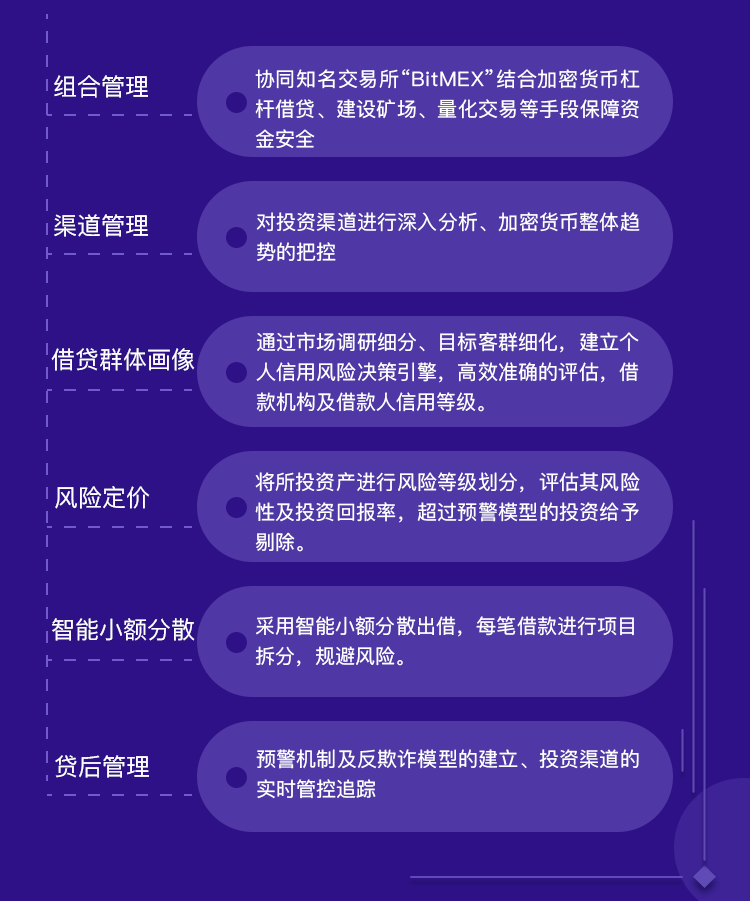 组合管理
协同知名交易所“BitMEX”结合加密货币杠
杆借贷、建设矿场、量化交易等手段保障资
金安全
渠道管理
对投资渠道进行深入分析、加密货币整体趋
势的把控
借贷群体画像
通过市场调研细分、目标客群细化，建立个
人信用风险决策引擎，高效准确的评估，借
款机构及借款人信用等级。
风险定价
将所投资产进行风险等级划分，评估其风险
性及投资回报率，超过预警模型的投资给予
剔除。
智能小额分散
采用智能小额分散出借，每笔借款进行项目
拆分，规避风险。
贷后管理
预警机制及反欺诈模型的建立、投资渠道的
实时管控追踪